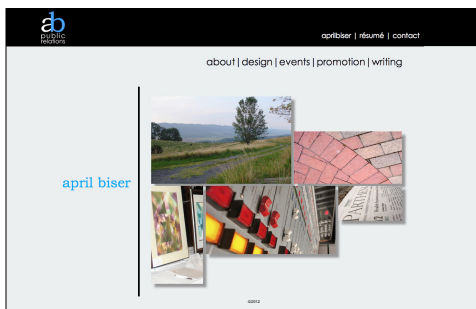 ab
public
relations
aprilbiser | résumé | contact
about | design | events | promotion | writing
april biser
©2012